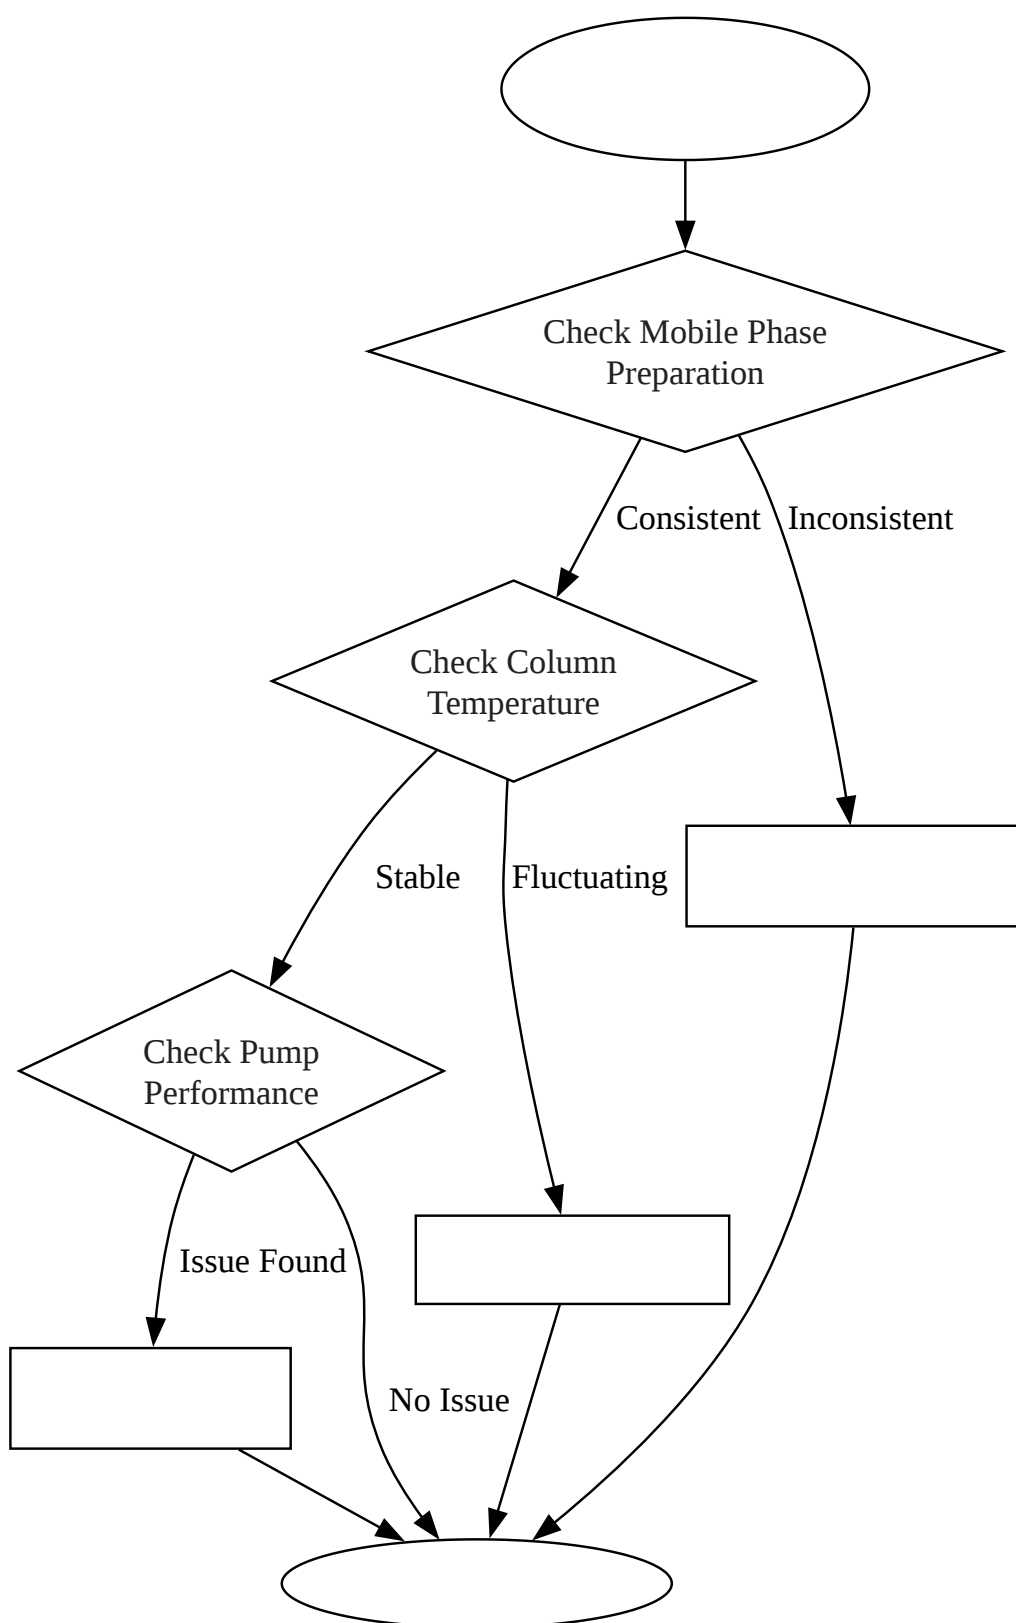 Check Mobile Phase
Preparation
Consistent
Inconsistent
Check Column
Temperature
Stable
Fluctuating
Check Pump
Performance
Issue Found
No Issue